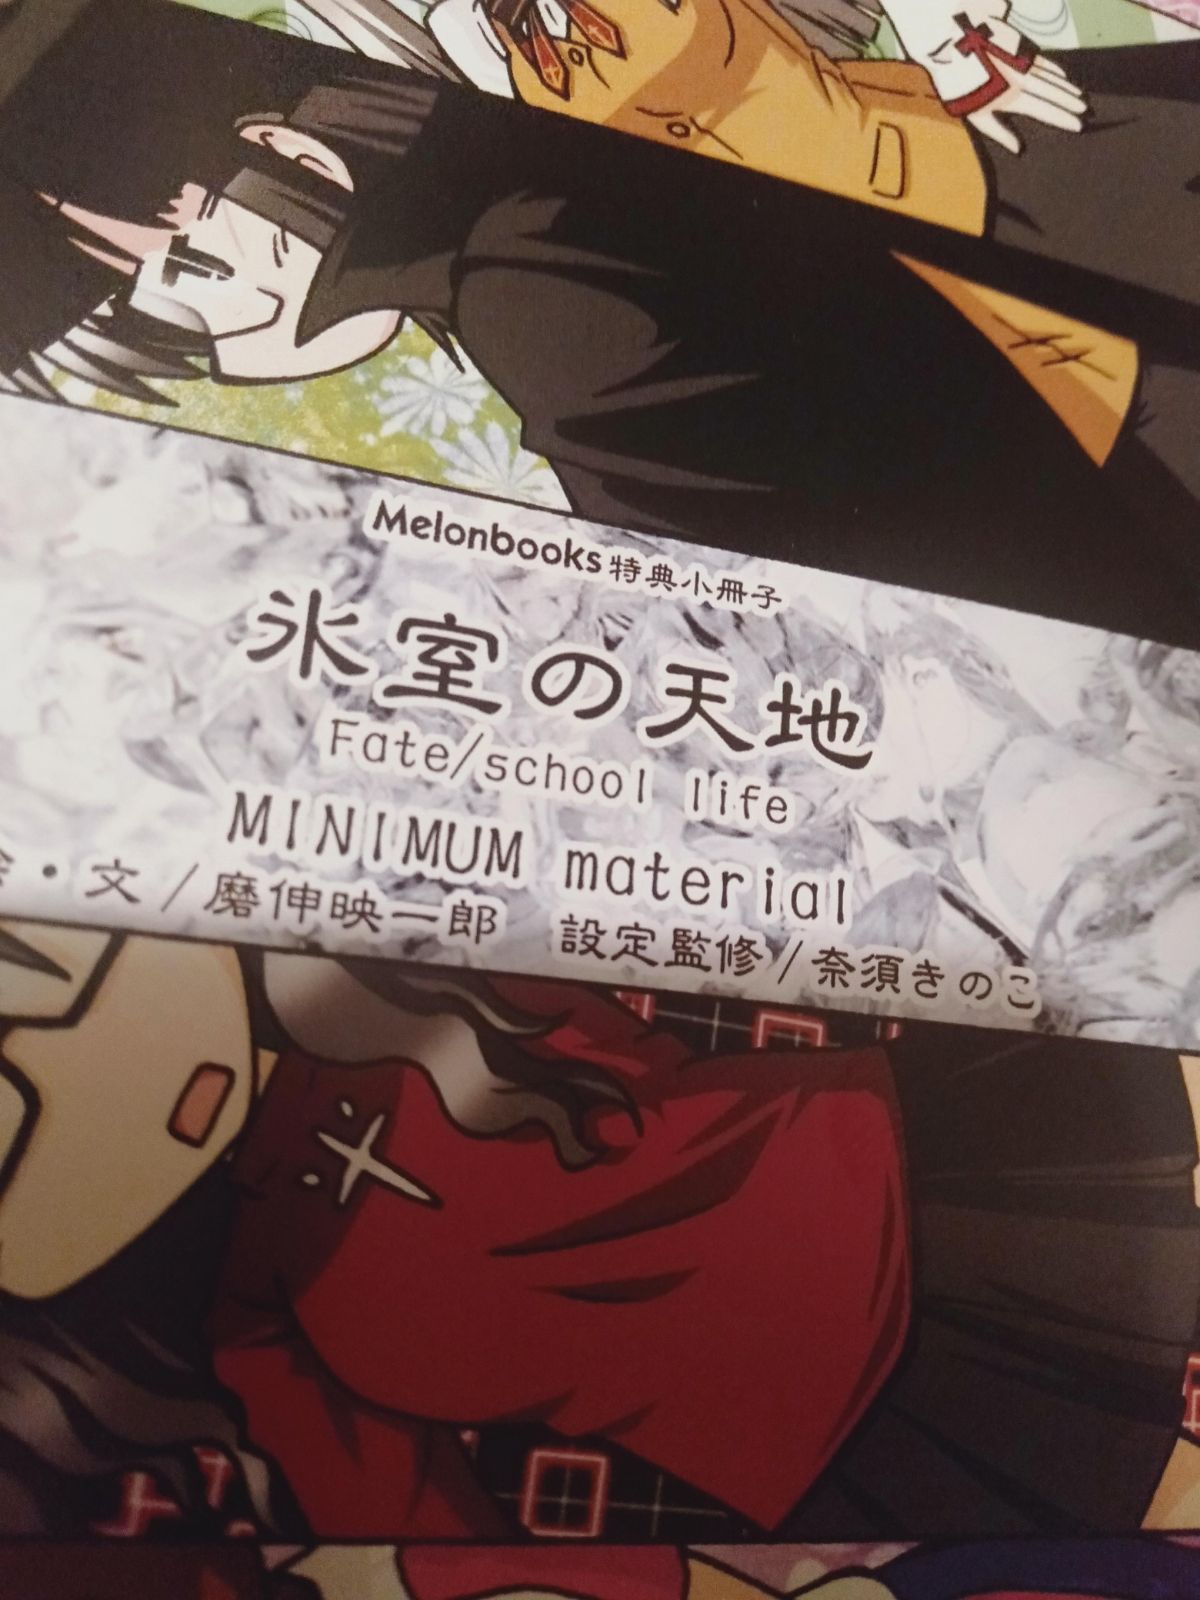 Melonbooks特典小冊子
氷室の天地
Fate/school life
MINIMUM material
・文/磨伸映一郎 設定監修/奈須きのこ